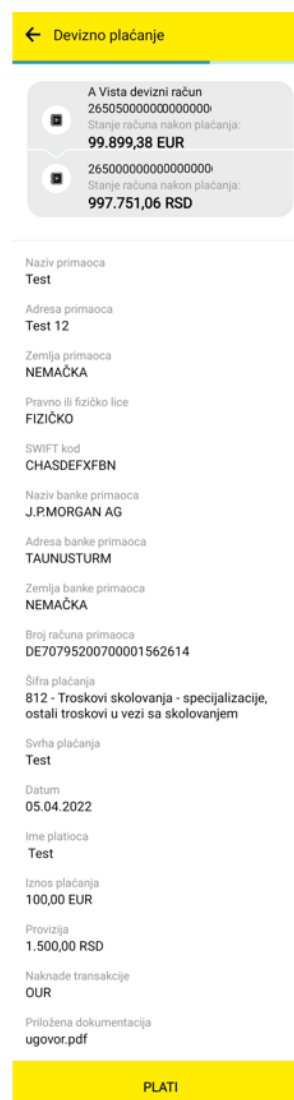 Devizno plaćanje
A Vista devizni račun
265050000000000000
Stanje računa nakon plaćanja:
99.899,38 EUR
265000000000000000
Stanje računa nakon plaćanja:
997.751,06 RSD
Naziv primaoca
Test
Adresa primaoca
Test 12
Zemlja primaoca
NEMAČKA
Pravno ili fizičko lice
FIZIČKO
SWIFT kod
CHASDEFXFBN
Naziv banke primaoca
J.P.MORGAN AG
Adresa banke primaoca
TAUNUSTURM
Zemlja banke primaoca
NEMAČKA
Broj računa primaoca
DE70795200700001562614
Šifra plaćanja
812 - Troskovi skolovanja - specijalizacije,
ostali troskovi u vezi sa skolovanjem
Svrha plaćanja
Test
Datum
05.04.2022
Ime platioca
Test
Iznos plaćanja
100,00 EUR
Provizija
1.500,00 RSD
Naknade transakcije
OUR
Priložena dokumentacija
ugovor.pdf
PLATI